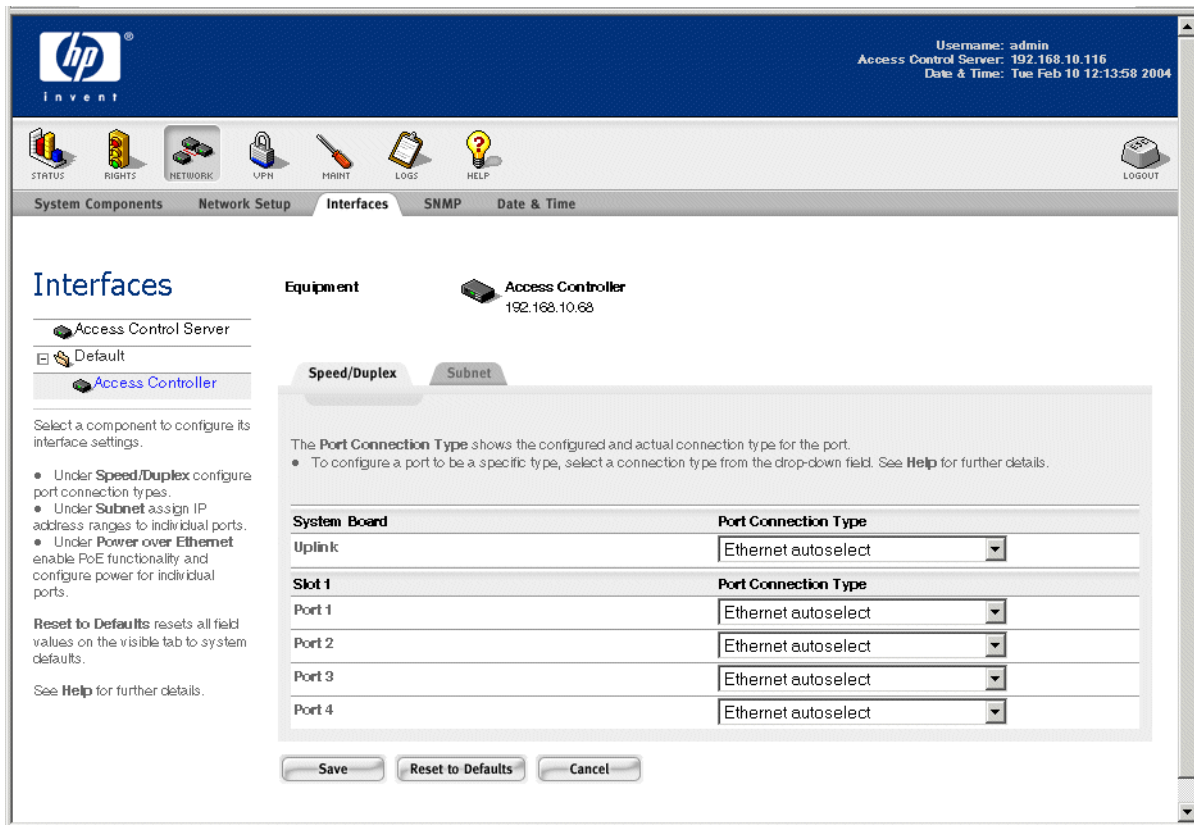 hp
®
invent
Username: admin
Access Control Server: 192.168.10.116
Date & Time: Tue Feb 10 12:13:58 2004
STATUS RIGHTS NETWORK VPN MAINT LOGS HELP LOGOUT
System Components Network Setup Interfaces SNMP Date & Time
Interfaces
Access Control Server
Default
Access Controller
Select a component to configure its
interface settings.
● Under Speed/Duplex configure
port connection types.
● Under Subnet assign IP
address ranges to individual ports.
● Under Power over Ethernet
enable PoE functionality and
configure power for individual
ports.
Reset to Defaults resets all field
values on the visible tab to system
defaults.
See Help for further details.
Equipment Access Controller
192.168.10.68
Speed/Duplex Subnet
The Port Connection Type shows the configured and actual connection type for the port.
● To configure a port to be a specific type, select a connection type from the drop-down field. See Help for further details.
System Board Port Connection Type
Uplink Ethernet autoselect
Slot 1 Port Connection Type
Port 1 Ethernet autoselect
Port 2 Ethernet autoselect
Port 3 Ethernet autoselect
Port 4 Ethernet autoselect
Save Reset to Defaults Cancel